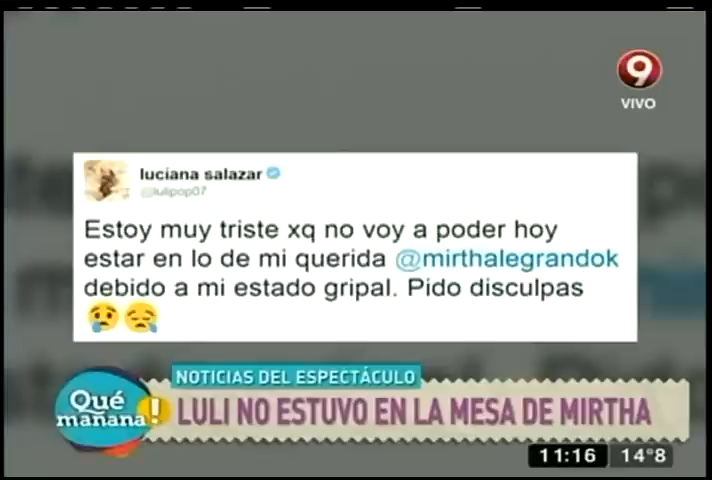 9
VIVO
luciana salazar
@lulipop07
Estoy muy triste xq no voy a poder hoy
estar en lo de mi querida @mirthalegrandok
debido a mi estado gripal. Pido disculpas
NOTICIAS DEL ESPECTÁCULO
Qué
mañana!
LULI NO ESTUVO EN LA MESA DE MIRTHA
11:16 14°8